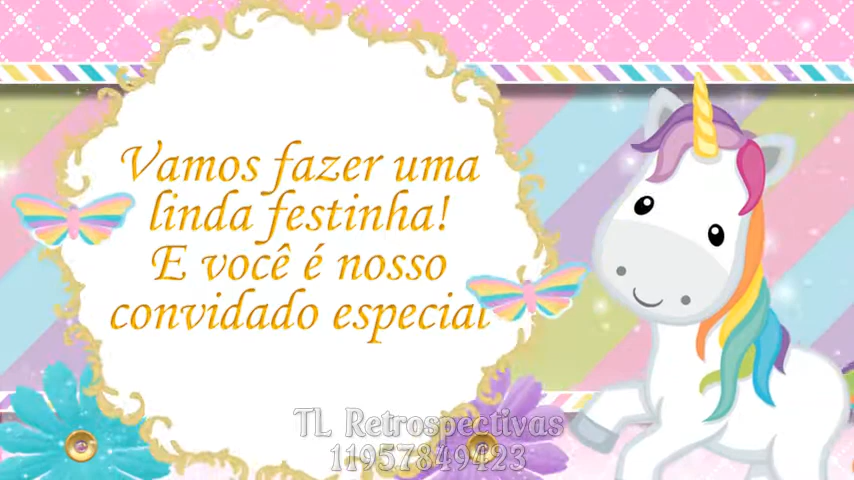 Vamos fazer uma
linda festinha!
E você é nosso
convidado especial
TL Retrospectivas
11957849423